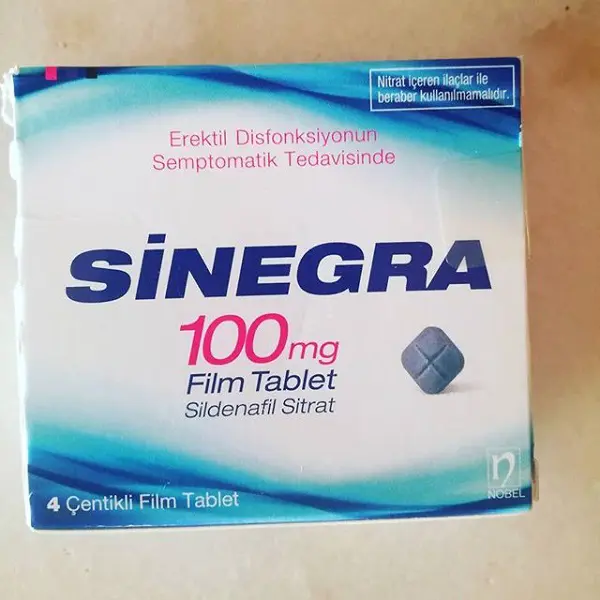 Nitrat içeren ilaçlar ile
beraber kullanılmamalıdır.
Erektil Disfonksiyonun
Semptomatik Tedavisinde
SİNEGRA
100mg
Film Tablet
Sildenafil Sitrat
4 Çentikli Film Tablet
NOBEL